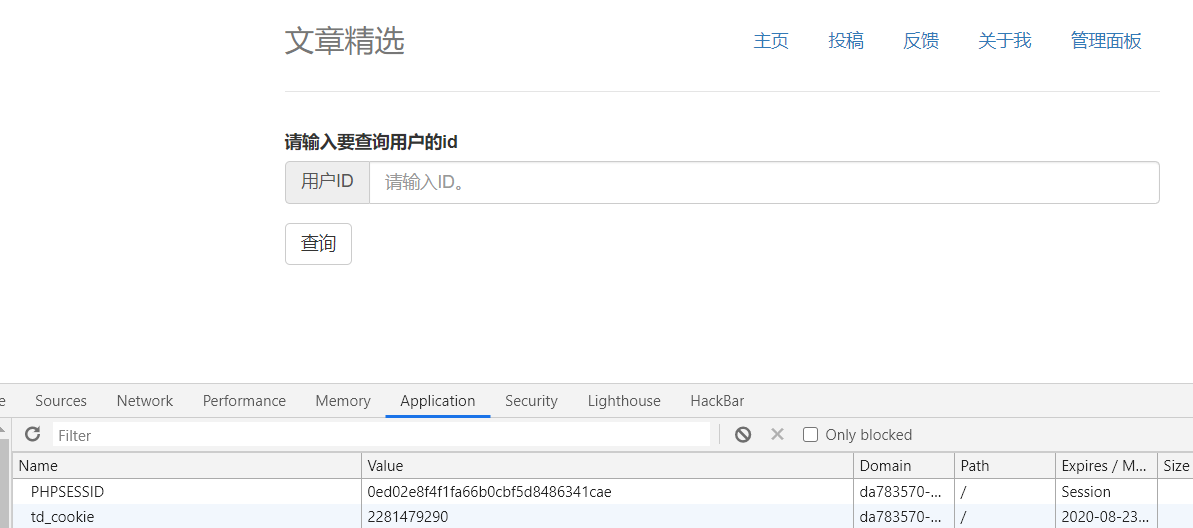 文章精选 主页 投稿 反馈 关于我 管理面板
请输入要查询用户的id
用户ID 请输入ID。
查询
e Sources Network Performance Memory Application Security Lighthouse HackBar
Filter Only blocked
Name Value Domain Path Expires / M... Size
PHPSESSID 0ed02e8f4f1fa66b0cbf5d8486341cae da783570-... / Session
td_cookie 2281479290 da783570-... / 2020-08-23...